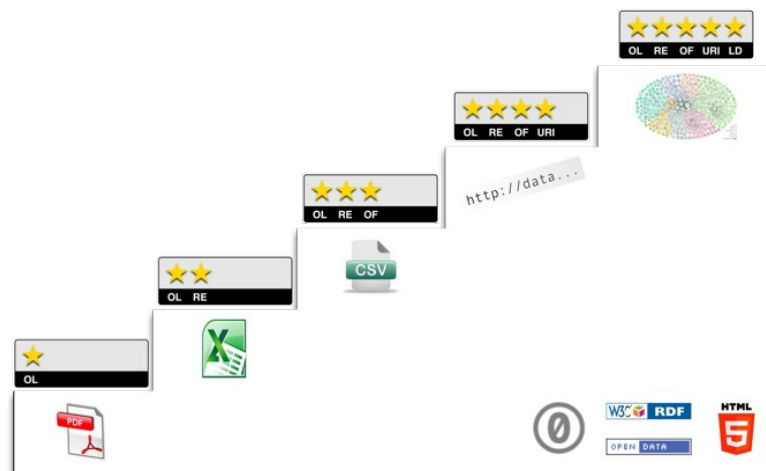 OL RE OF URI LD
OL RE OF URI
http://data...
OL RE OF
CSV
OL RE
X
OL
PDF
0
W3C RDF
OPEN DATA
HTML
5